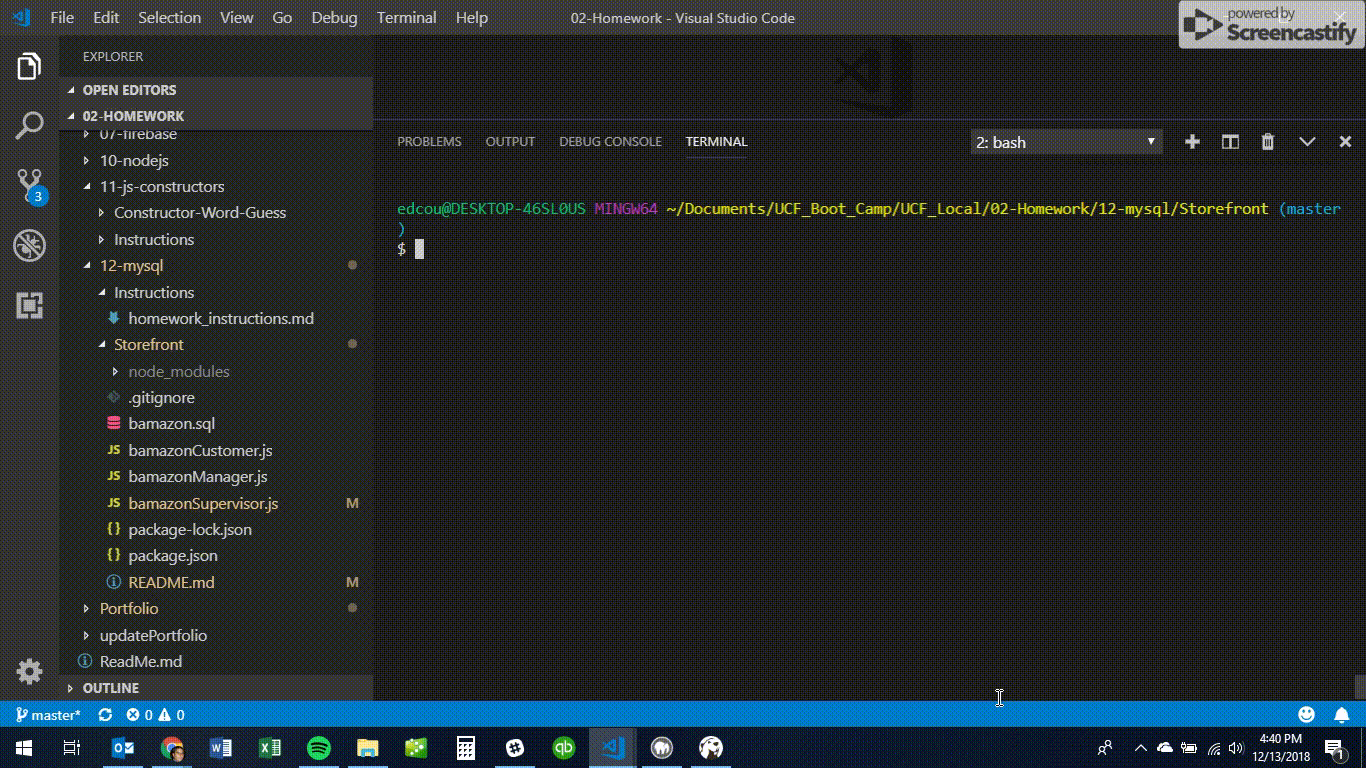 File Edit Selection View Go Debug Terminal Help 02-Homework - Visual Studio Code
powered by
Screencastify
EXPLORER
OPEN EDITORS
02-HOMEWORK
07-firebase
10-nodejs
11-js-constructors
Constructor-Word-Guess
Instructions
12-mysql
Instructions
homework_instructions.md
Storefront
node_modules
.gitignore
bamazon.sql
JS bamazonCustomer.js
JS bamazonManager.js
JS bamazonSupervisor.js M
{} package-lock.json
{} package.json
README.md M
Portfolio
updatePortfolio
ReadMe.md
OUTLINE
3
PROBLEMS OUTPUT DEBUG CONSOLE TERMINAL 2: bash
edcou@DESKTOP-46SL0US MINGW64 ~/Documents/UCF_Boot_Camp/UCF_Local/02-Homework/12-mysql/Storefront (master
)
$
master* 0 0
qb
4:40 PM
12/13/2018
1